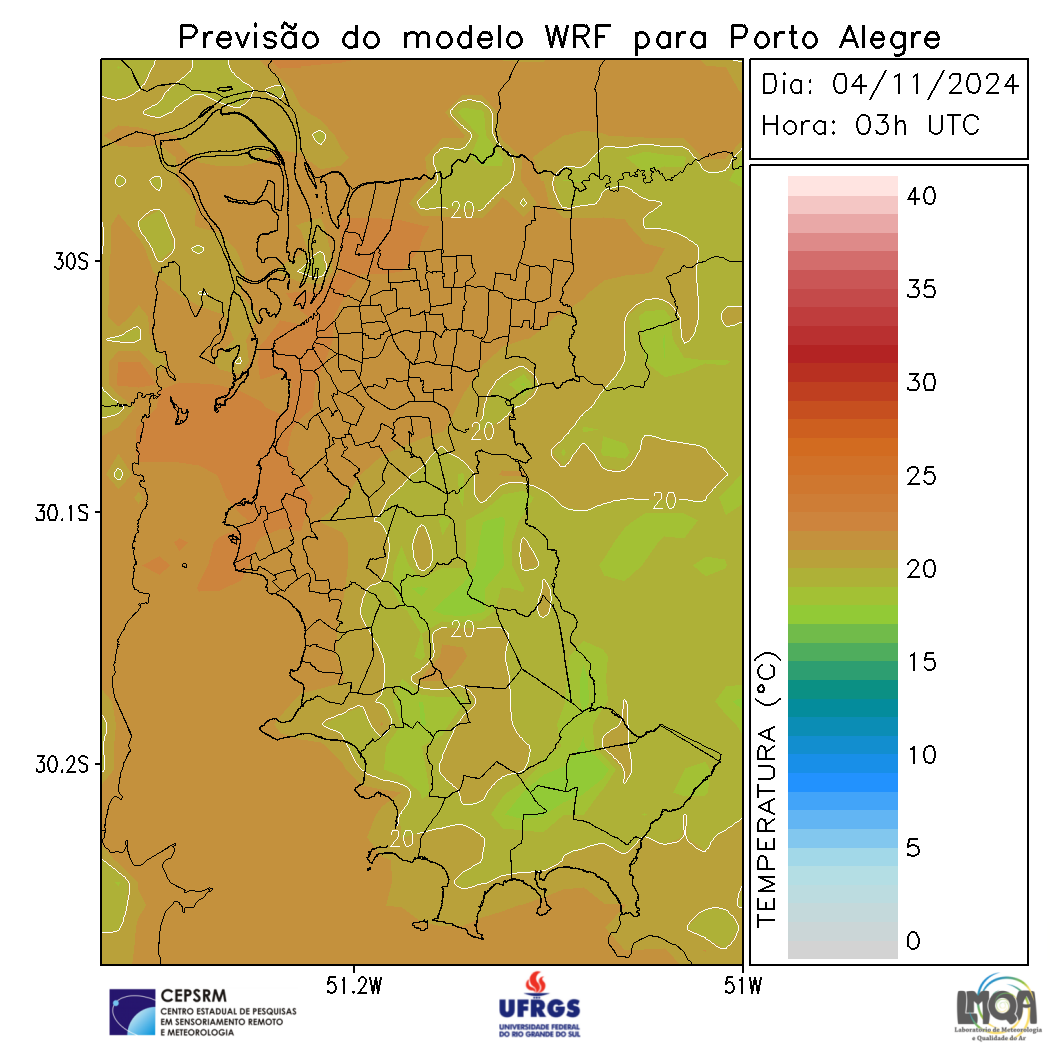 Previsão do modelo WRF para Porto Alegre
Dia: 04/11/2024
Hora: 03h UTC
40
35
30
25
20
15
10
5
0
TEMPERATURA (°C)
30S
30.1S
30.2S
51.2W
51W
20
20
20
20
20
CEPSRM
CENTRO ESTADUAL DE PESQUISAS
EM SENSORIAMENTO REMOTO
E METEOROLOGIA
UFRGS
UNIVERSIDADE FEDERAL
DO RIO GRANDE DO SUL
LMQA
Laboratório de Meteorologia
e Qualidade do Ar